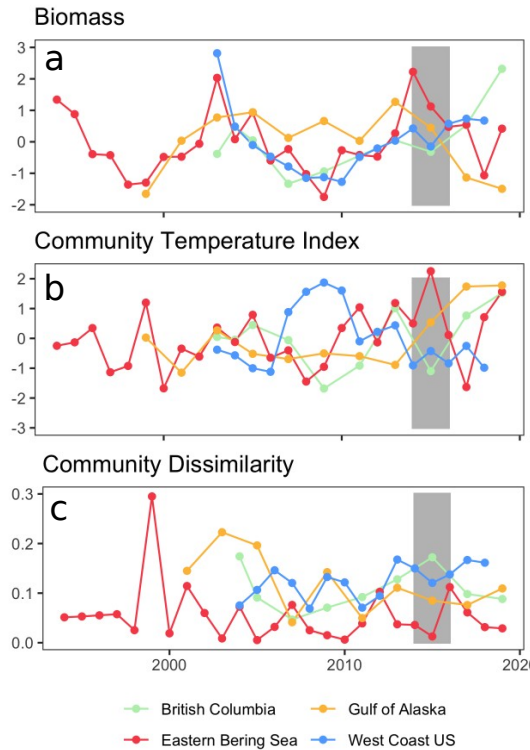 Biomass
a
3
2
1
0
-1
-2
Community Temperature Index
b
2
1
0
-1
-2
-3
Community Dissimilarity
c
0.3
0.2
0.1
0.0
2000 2010 2020
British Columbia Gulf of Alaska
Eastern Bering Sea West Coast US